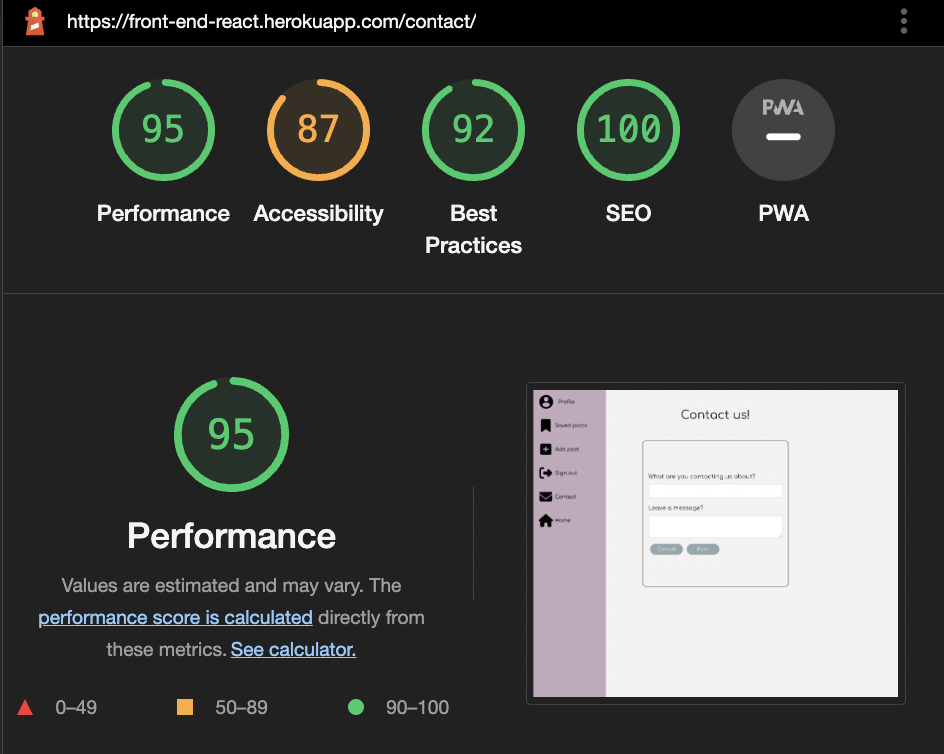 https://front-end-react.herokuapp.com/contact/
95
87
92
100
PWA
Performance
Accessibility
Best
Practices
SEO
PWA
95
Performance
Values are estimated and may vary. The
performance score is calculated directly from
these metrics. See calculator.
0–49
50–89
90–100
Profile
Saved posts
Add post
Sign out
Contact
Home
Contact us!
What are you contacting us about?
Leave a message?
Cancel